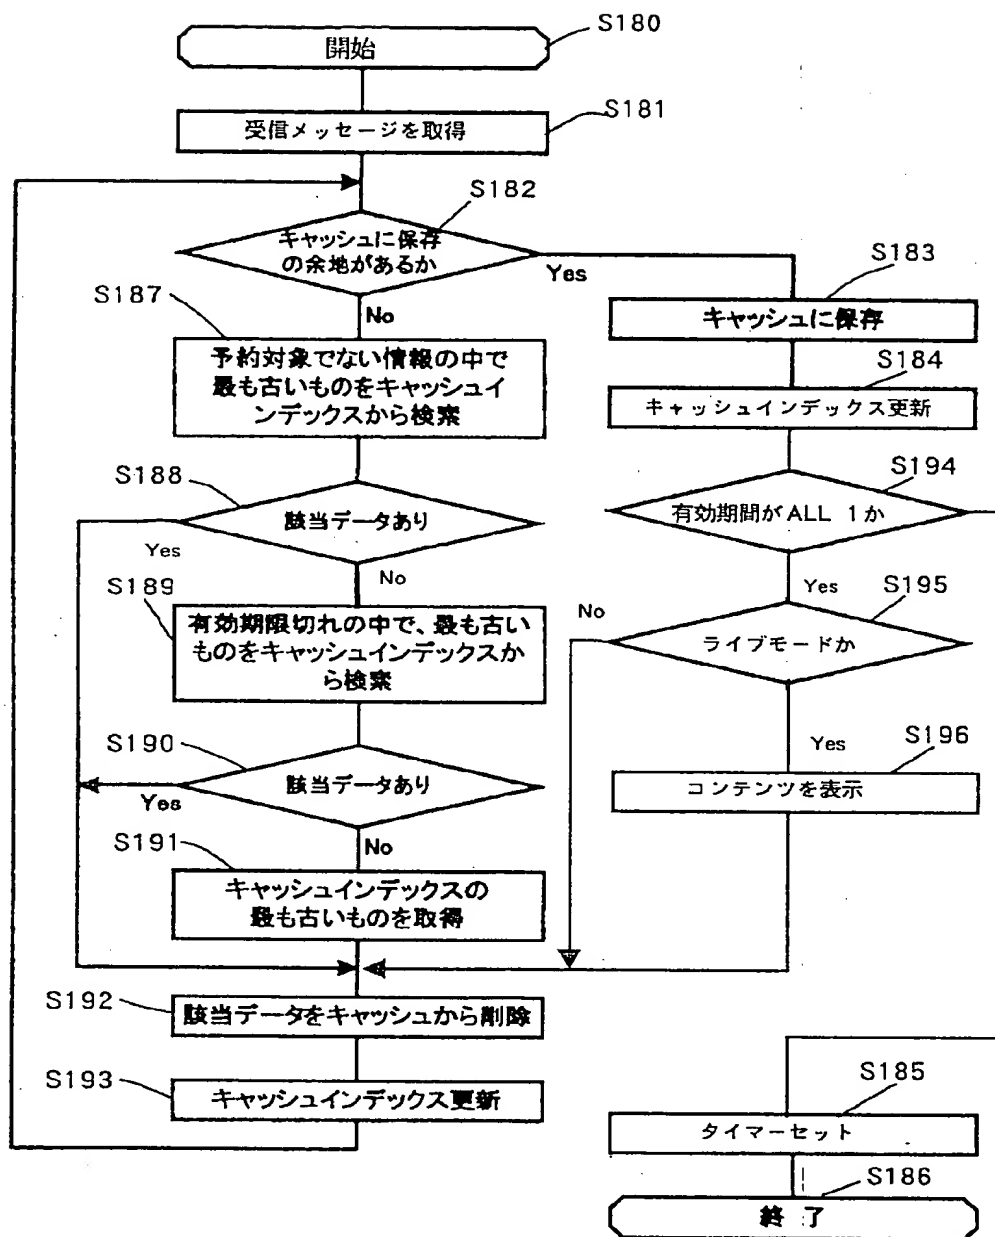 S180
開始
S181
受信メッセージを取得
S182
キャッシュに保存
の余地があるか
Yes
No
S183
キャッシュに保存
S187
予約対象でない情報の中で
最も古いものをキャッシュイ
ンデックスから検索
S184
キャッシュインデックス更新
S188
該当データあり
Yes
No
S194
有効期間がALL 1か
Yes
S189
有効期限切れの中で、最も古い
ものをキャッシュインデックスか
ら検索
S195
No
ライブモードか
Yes
S190
該当データあり
Yes
No
S196
コンテンツを表示
S191
キャッシュインデックスの
最も古いものを取得
S192
該当データをキャッシュから削除
S193
キャッシュインデックス更新
S185
タイマーセット
S186
終了